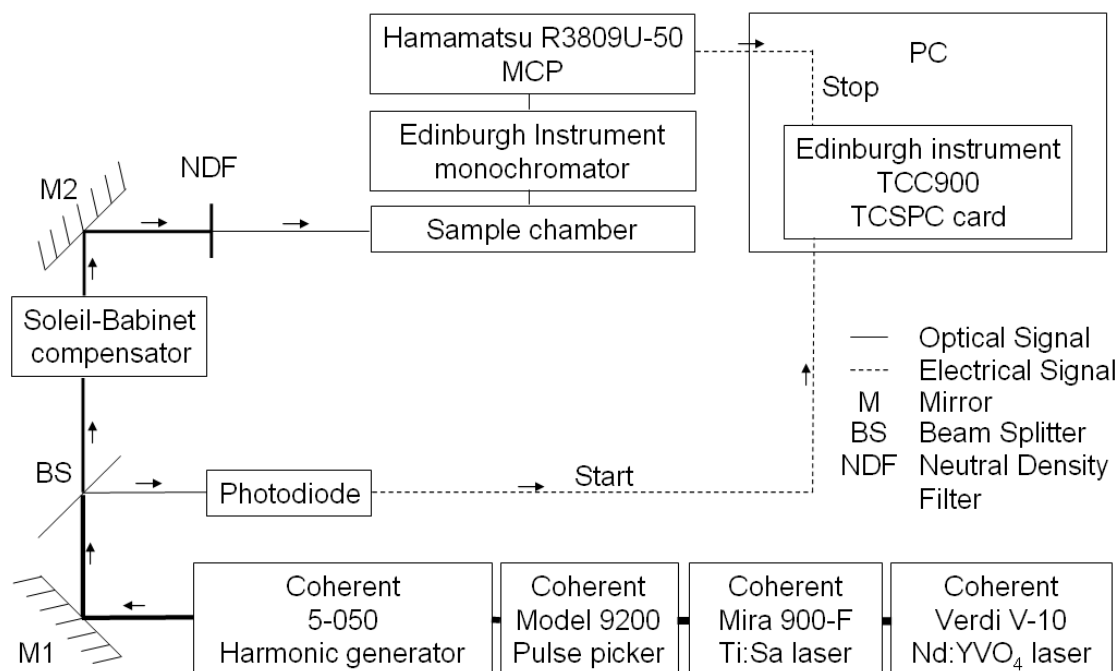 Hamamatsu R3809U-50
MCP
PC
Stop
Edinburgh Instrument
monochromator
Edinburgh instrument
TCC900
TCSPC card
M2
NDF
Sample chamber
Soleil-Babinet
compensator
Optical Signal
Electrical Signal
M Mirror
BS Beam Splitter
NDF Neutral Density
Filter
BS
Photodiode
Start
M1
Coherent
5-050
Harmonic generator
Coherent
Model 9200
Pulse picker
Coherent
Mira 900-F
Ti:Sa laser
Coherent
Verdi V-10
Nd:YVO₄ laser